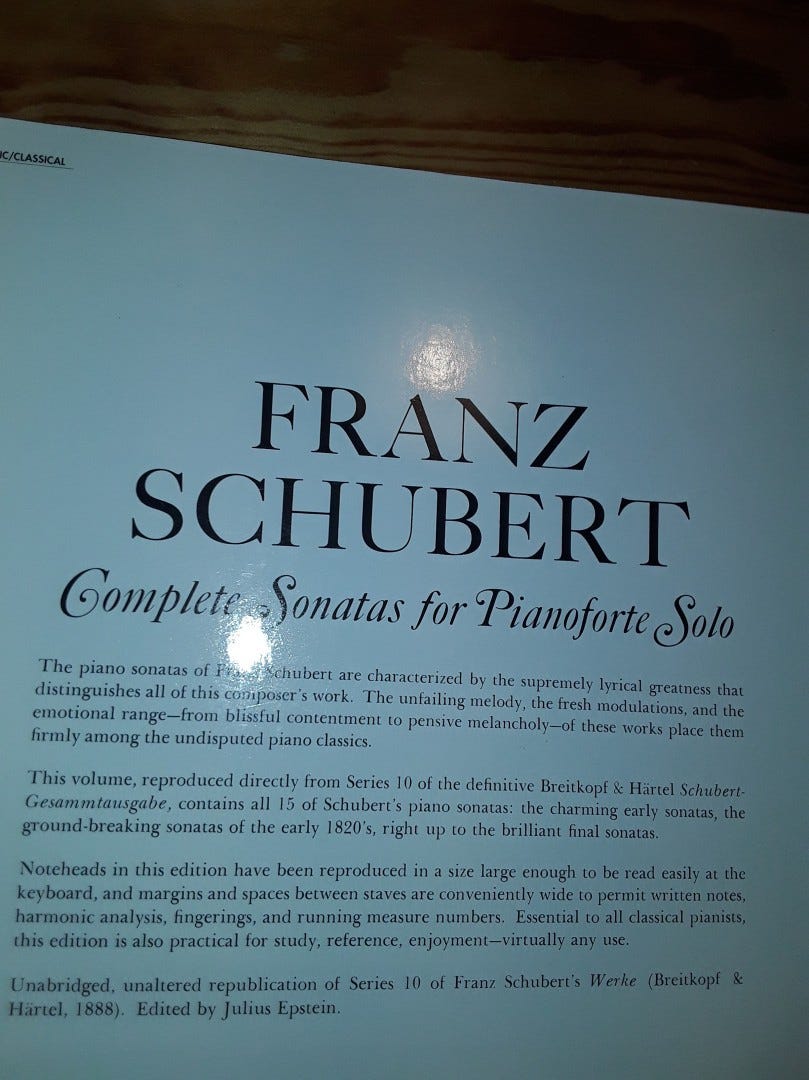 IC/CLASSICAL
FRANZ
SCHUBERT
Complete Sonatas for Pianoforte Solo
The piano sonatas of Franz Schubert are characterized by the supremely lyrical greatness that
distinguishes all of this composer's work. The unfailing melody, the fresh modulations, and the
emotional range—from blissful contentment to pensive melancholy—of these works place them
firmly among the undisputed piano classics.
This volume, reproduced directly from Series 10 of the definitive Breitkopf & Härtel Schubert-
Gesammtausgabe, contains all 15 of Schubert's piano sonatas: the charming early sonatas, the
ground-breaking sonatas of the early 1820's, right up to the brilliant final sonatas.
Noteheads in this edition have been reproduced in a size large enough to be read easily at the
keyboard, and margins and spaces between staves are conveniently wide to permit written notes,
harmonic analysis, fingerings, and running measure numbers. Essential to all classical pianists,
this edition is also practical for study, reference, enjoyment—virtually any use.
Unabridged, unaltered republication of Series 10 of Franz Schubert's Werke (Breitkopf &
Härtel, 1888). Edited by Julius Epstein.